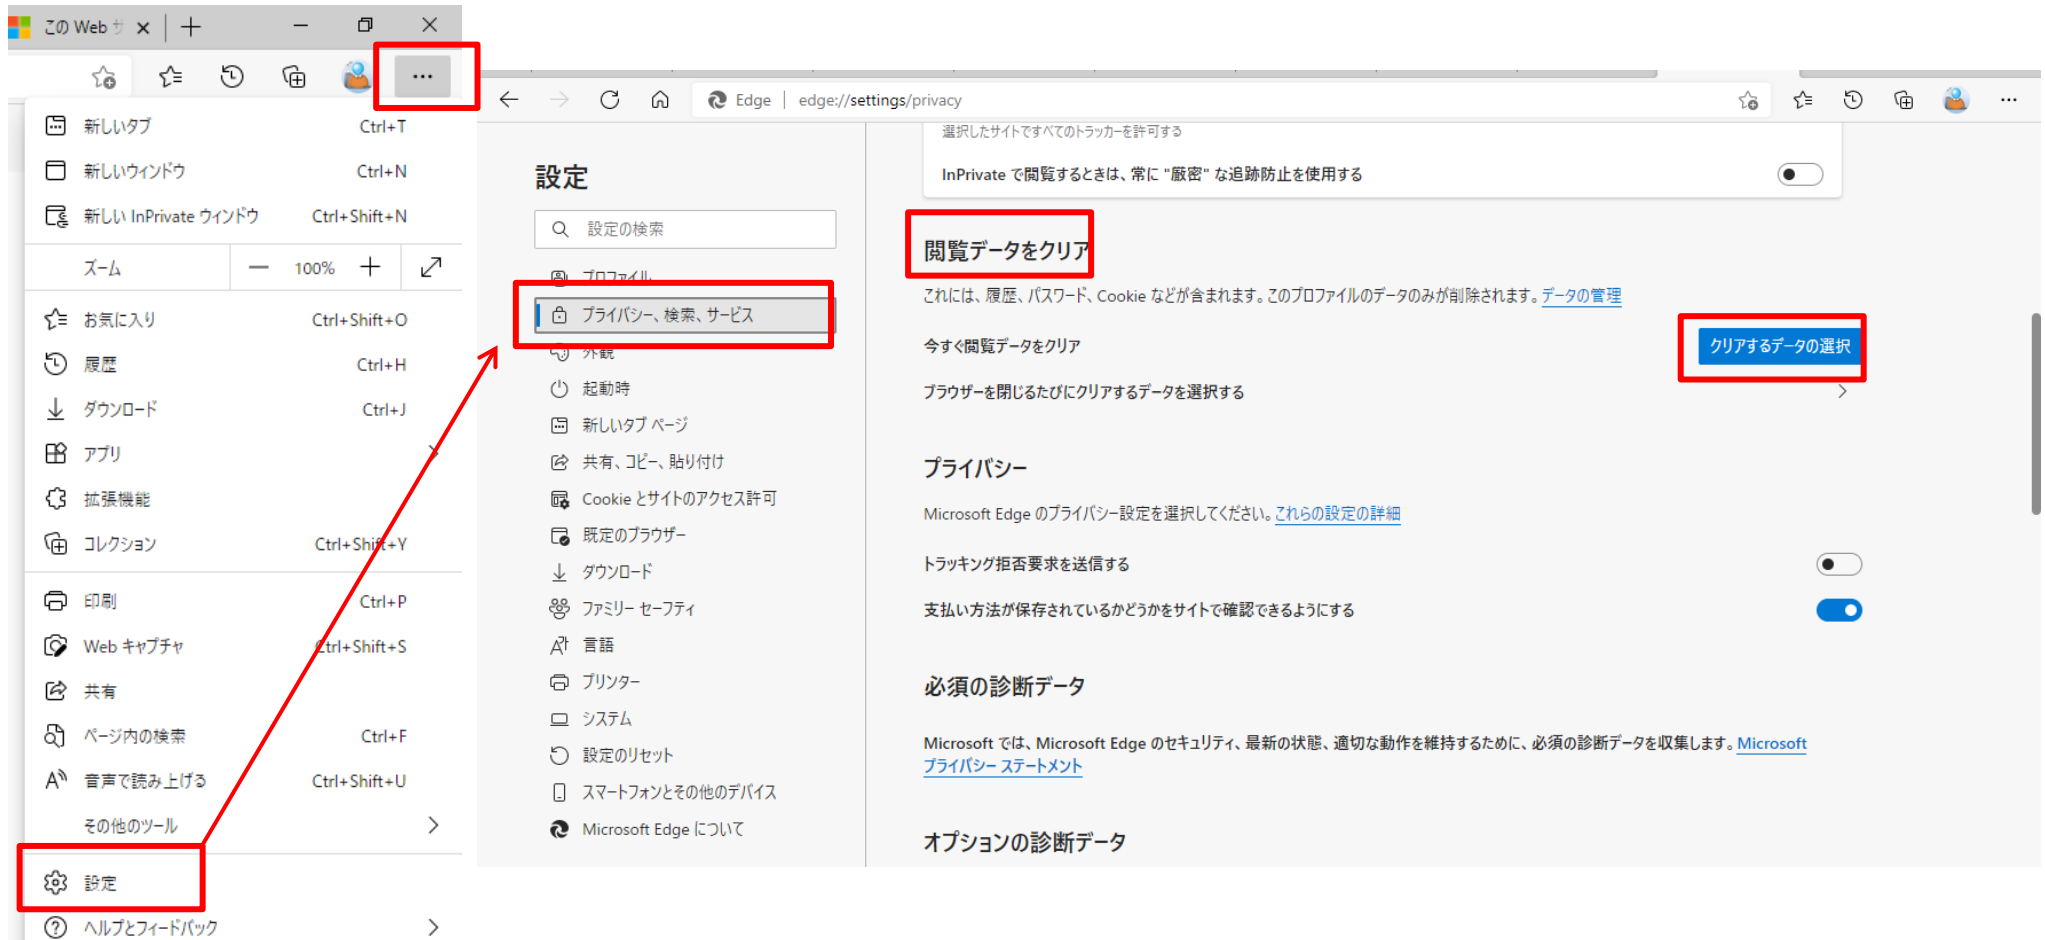 この Web サ
新しいタブ Ctrl+T
新しいウィンドウ Ctrl+N
新しい InPrivate ウィンドウ Ctrl+Shift+N
ズーム 100%
お気に入り Ctrl+Shift+O
履歴 Ctrl+H
ダウンロード Ctrl+J
アプリ
拡張機能
コレクション Ctrl+Shift+Y
印刷 Ctrl+P
Web キャプチャ Ctrl+Shift+S
共有
ページ内の検索 Ctrl+F
音声で読み上げる Ctrl+Shift+U
その他のツール
設定
ヘルプとフィードバック
Edge edge://settings/privacy
設定
設定の検索
プロファイル
プライバシー、検索、サービス
外観
起動時
新しいタブ ページ
共有、コピー、貼り付け
Cookie とサイトのアクセス許可
既定のブラウザー
ダウンロード
ファミリー セーフティ
言語
プリンター
システム
設定のリセット
スマートフォンとその他のデバイス
Microsoft Edge について
選択したサイトですべてのトラッカーを許可する
InPrivate で閲覧するときは、常に "厳密" な追跡防止を使用する
閲覧データをクリア
これには、履歴、パスワード、Cookie などが含まれます。このプロファイルのデータのみが削除されます。データの管理
今すぐ閲覧データをクリア クリアするデータの選択
ブラウザーを閉じるたびにクリアするデータを選択する
プライバシー
Microsoft Edge のプライバシー設定を選択してください。これらの設定の詳細
トラッキング拒否要求を送信する
支払い方法が保存されているかどうかをサイトで確認できるようにする
必須の診断データ
Microsoft では、Microsoft Edge のセキュリティ、最新の状態、適切な動作を維持するために、必須の診断データを収集します。Microsoft
プライバシー ステートメント
オプションの診断データ